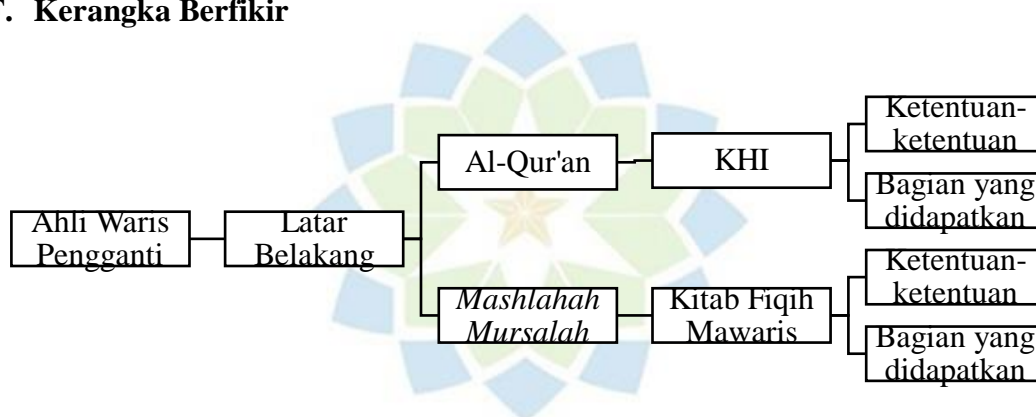 F. Kerangka Berfikir
Ahli Waris
Pengganti
Latar
Belakang
Al-Qur'an
KHI
Ketentuan-
ketentuan
Bagian yang
didapatkan
Mashlahah
Mursalah
Kitab Fiqih
Mawaris
Ketentuan-
ketentuan
Bagian yang
didapatkan